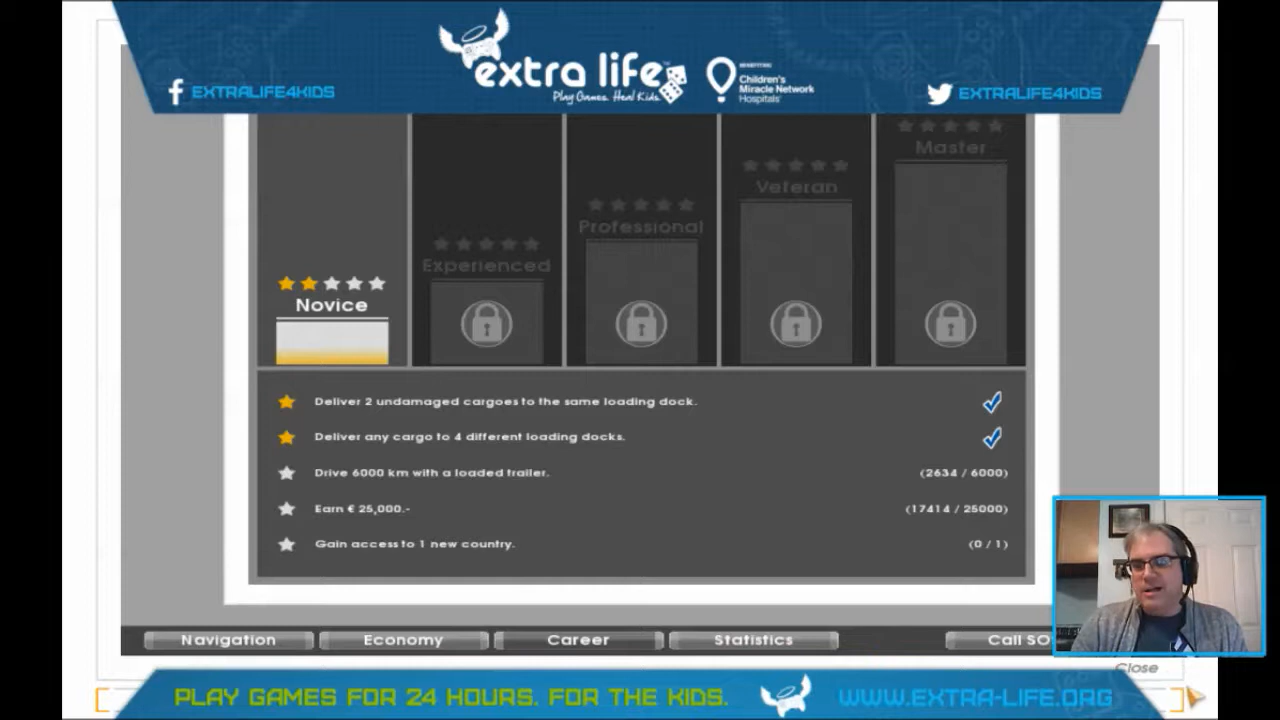 extra life
Play Games. Heal Kids.
BENEFITING
Children's
Miracle Network
Hospitals
EXTRALIFE4KIDS
EXTRALIFE4KIDS
Master
Veteran
Professional
Experienced
Novice
Deliver 2 undamaged cargoes to the same loading dock.
Deliver any cargo to 4 different loading docks.
Drive 6000 km with a loaded trailer. (2634 / 6000)
Earn € 25,000.- (17414 / 25000)
Gain access to 1 new country. (0 / 1)
Navigation Economy Career Statistics Call SO
Close
PLAY GAMES FOR 24 HOURS. FOR THE KIDS. WWW.EXTRA-LIFE.ORG